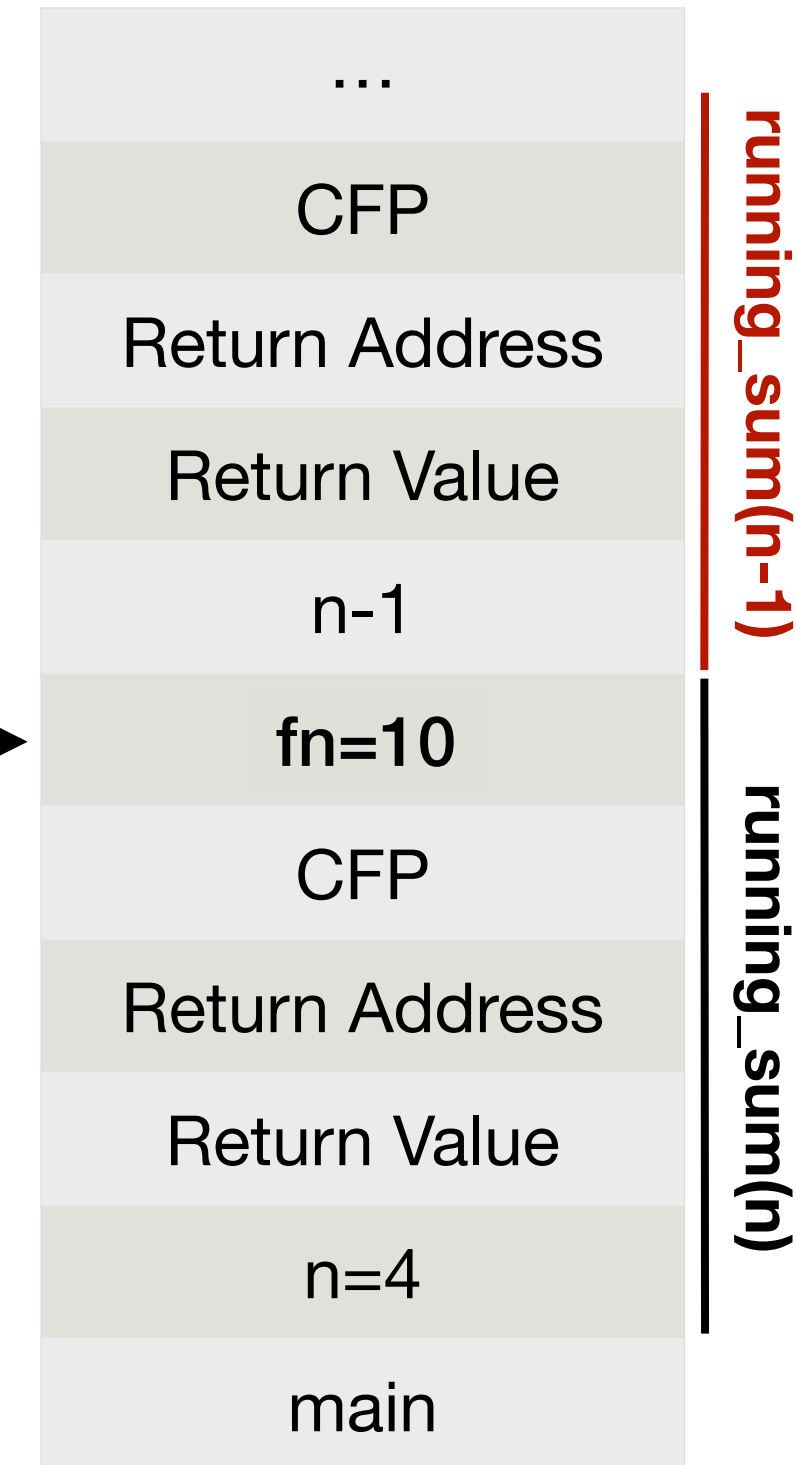 …
CFP
Return Address
Return Value
n-1
fn=10
CFP
Return Address
Return Value
n=4
main
running_sum(n-1)
running_sum(n)